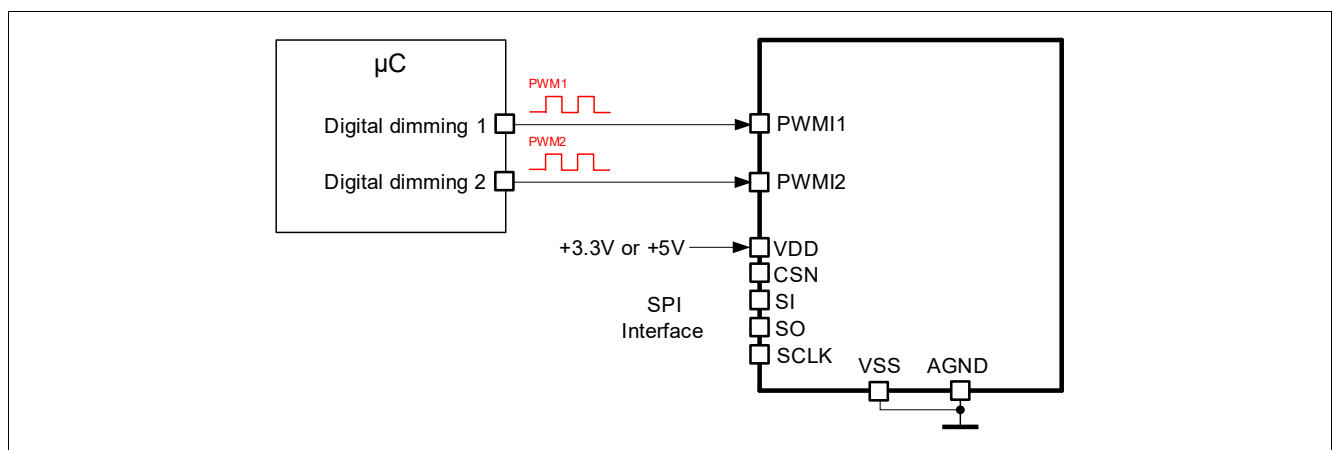 µC
PWM1
Digital dimming 1
PWMI1
PWM2
Digital dimming 2
PWMI2
+3.3V or +5V
VDD
CSN
SPI
Interface
SI
SO
SCLK
VSS
AGND